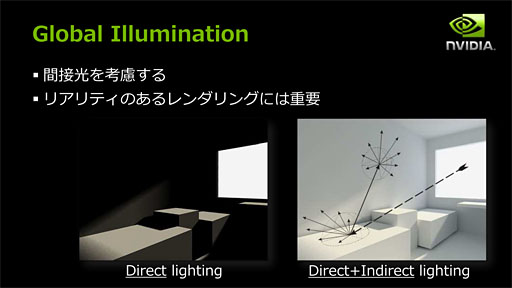 Global Illumination
NVIDIA.
▪ 間接光を考慮する
▪ リアリティのあるレンダリングには重要
Direct lighting
Direct+Indirect lighting